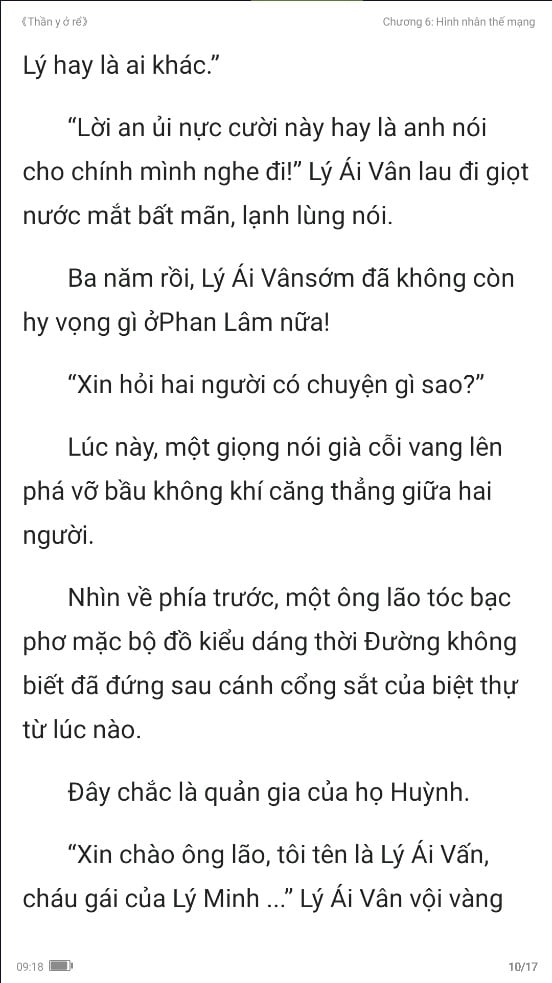 《Thần y ở rể》 Chương 6: Hình nhân thế mạng
Lý hay là ai khác.”
“Lời an ủi nực cười này hay là anh nói
cho chính mình nghe đi!” Lý Ái Vân lau đi giọt
nước mắt bất mãn, lạnh lùng nói.
Ba năm rồi, Lý Ái Vânsớm đã không còn
hy vọng gì ởPhan Lâm nữa!
“Xin hỏi hai người có chuyện gì sao?”
Lúc này, một giọng nói già cỗi vang lên
phá vỡ bầu không khí căng thẳng giữa hai
người.
Nhìn về phía trước, một ông lão tóc bạc
phơ mặc bộ đồ kiểu dáng thời Đường không
biết đã đứng sau cánh cổng sắt của biệt thự
từ lúc nào.
Đây chắc là quản gia của họ Huỳnh.
“Xin chào ông lão, tôi tên là Lý Ái Vấn,
cháu gái của Lý Minh ...” Lý Ái Vân vội vàng
09:18 10/17